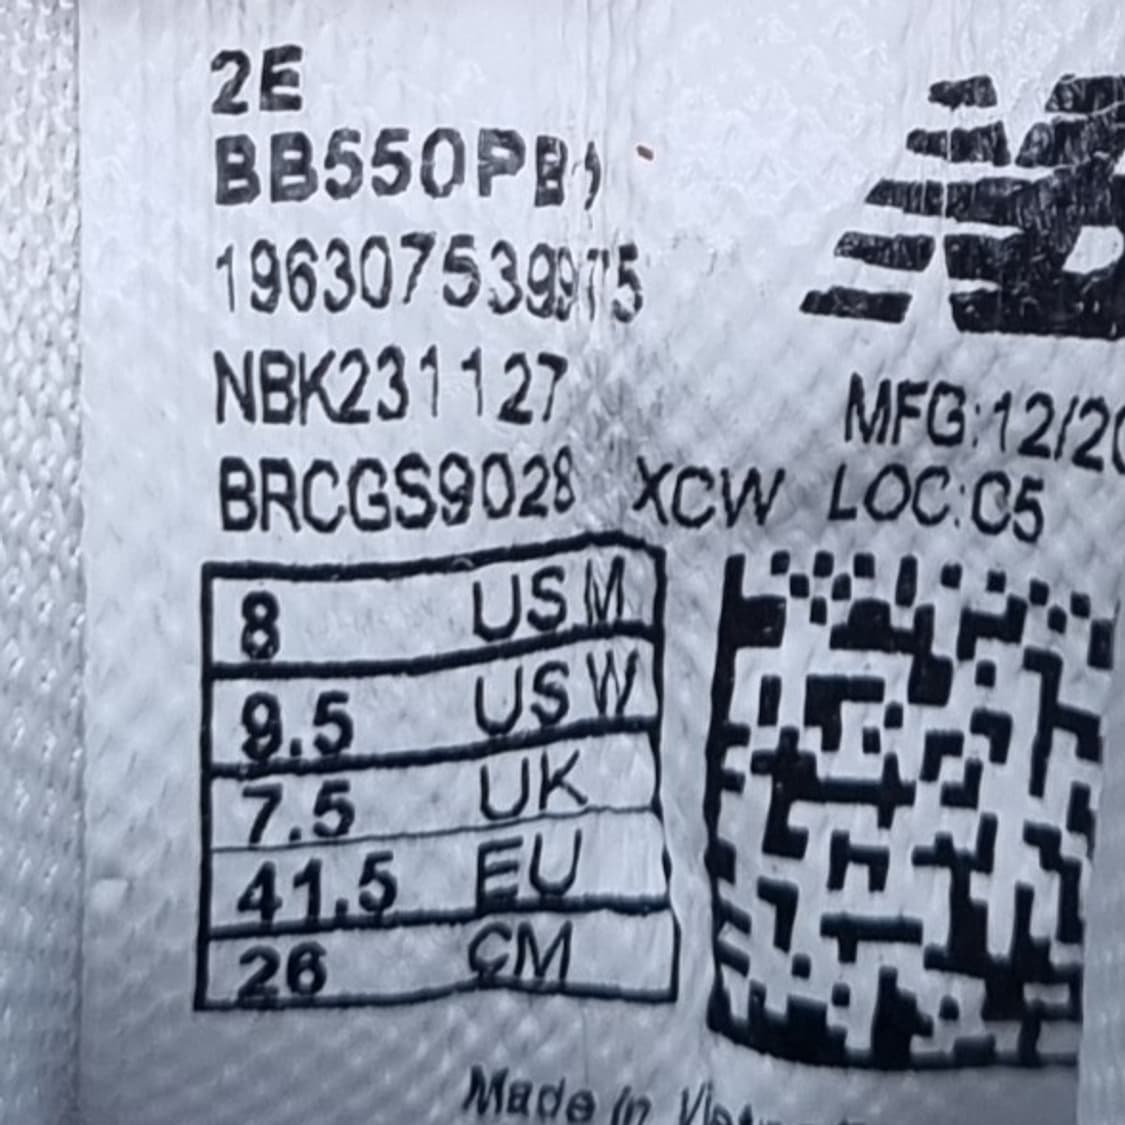 2E
BB550PB1
196307539975
NBK231127
MFG:12/20
BRCGS9028 XCW LOC:C5
8 US M
9.5 US W
7.5 UK
41.5 EU
26 CM
Made in